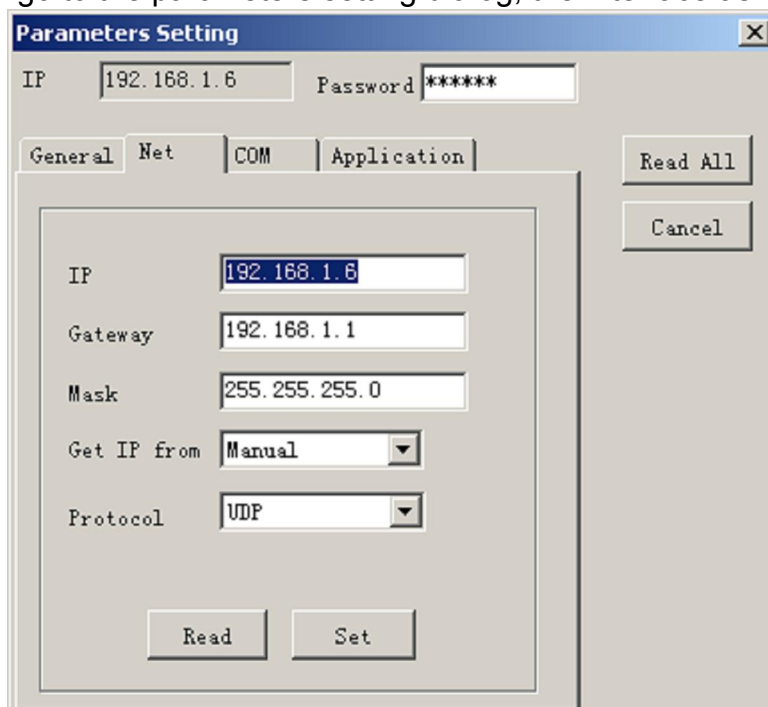 Parameters Setting
IP 192.168.1.6 Password ******
General Net COM Application
Read All
Cancel
IP 192.168.1.6
Gateway 192.168.1.1
Mask 255.255.255.0
Get IP from Manual
Protocol UDP
Read Set